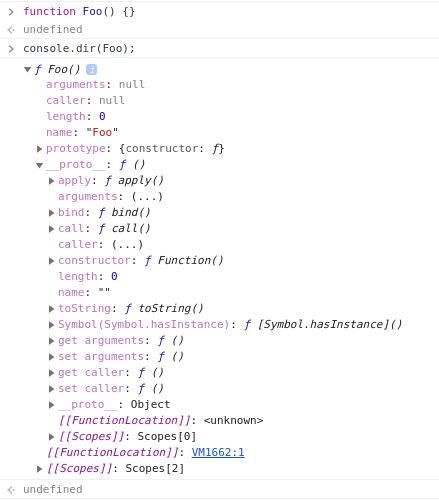 function Foo() {}
undefined
console.dir(Foo);
ƒ Foo() i
arguments: null
caller: null
length: 0
name: "Foo"
prototype: {constructor: ƒ}
__proto__: ƒ ()
apply: ƒ apply()
arguments: (...)
bind: ƒ bind()
call: ƒ call()
caller: (...)
constructor: ƒ Function()
length: 0
name: ""
toString: ƒ toString()
Symbol(Symbol.hasInstance): ƒ [Symbol.hasInstance]()
get arguments: ƒ ()
set arguments: ƒ ()
get caller: ƒ ()
set caller: ƒ ()
__proto__: Object
[[FunctionLocation]]: <unknown>
[[Scopes]]: Scopes[0]
[[FunctionLocation]]: VM1662:1
[[Scopes]]: Scopes[2]
undefined